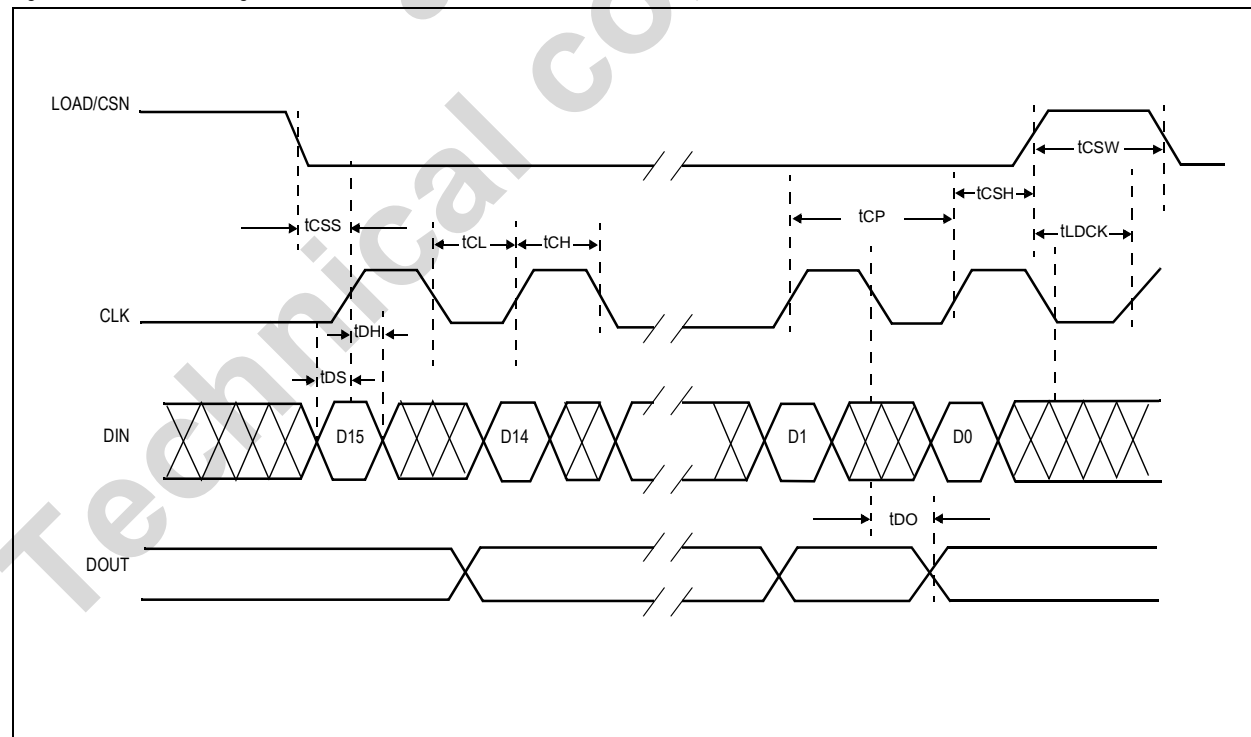 LOAD/CSN
tCSW
tCSH
tCP
tCSS
tLDCK
tCL
tCH
CLK
tDH
tDS
DIN
D15
D14
D1
D0
tDO
DOUT
Technical co